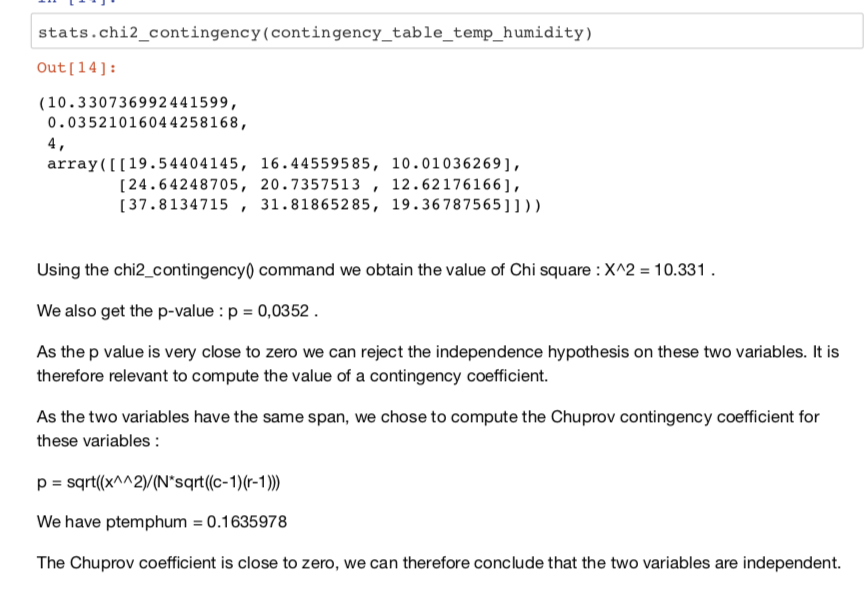 stats.chi2_contingency(contingency_table_temp_humidity)
Out[14]:
(10.330736992441599,
0.03521016044258168,
4,
array([[19.54404145, 16.44559585, 10.01036269],
[24.64248705, 20.7357513 , 12.62176166],
[37.8134715 , 31.81865285, 19.36787565]]))
Using the chi2_contingency() command we obtain the value of Chi square : X^2 = 10.331 .
We also get the p-value : p = 0,0352 .
As the p value is very close to zero we can reject the independence hypothesis on these two variables. It is
therefore relevant to compute the value of a contingency coefficient.
As the two variables have the same span, we chose to compute the Chuprov contingency coefficient for
these variables :
p = sqrt((x^^2)/(N*sqrt((c-1)(r-1)))
We have ptemphum = 0.1635978
The Chuprov coefficient is close to zero, we can therefore conclude that the two variables are independent.